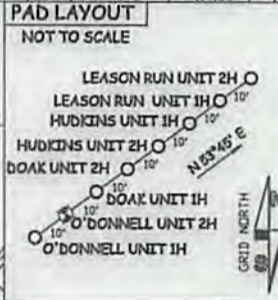 PAD LAYOUT
NOT TO SCALE
LEASON RUN UNIT 2H
10'
LEASON RUN UNIT 1H
10'
HUDKINS UNIT 1H
10'
HUDKINS UNIT 2H
10'
N 53°45' E
DOAK UNIT 2H
10'
DOAK UNIT 1H
10'
O'DONNELL UNIT 2H
10'
O'DONNELL UNIT 1H
GRID NORTH